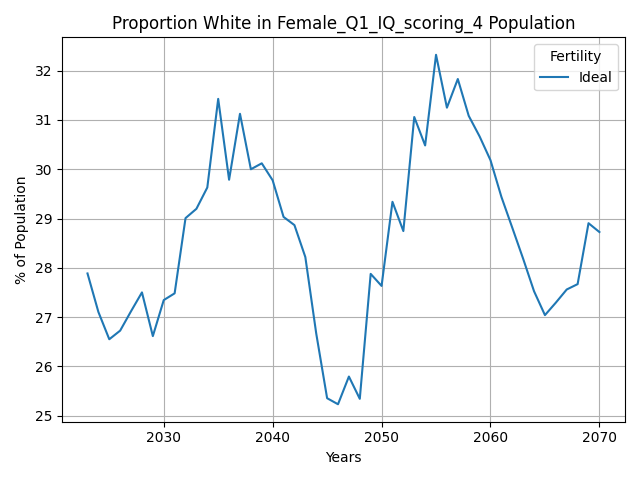 Proportion White in Female_Q1_IQ_scoring_4 Population
Fertility
Ideal
% of Population
32
31
30
29
28
27
26
25
2030 2040 2050 2060 2070
Years